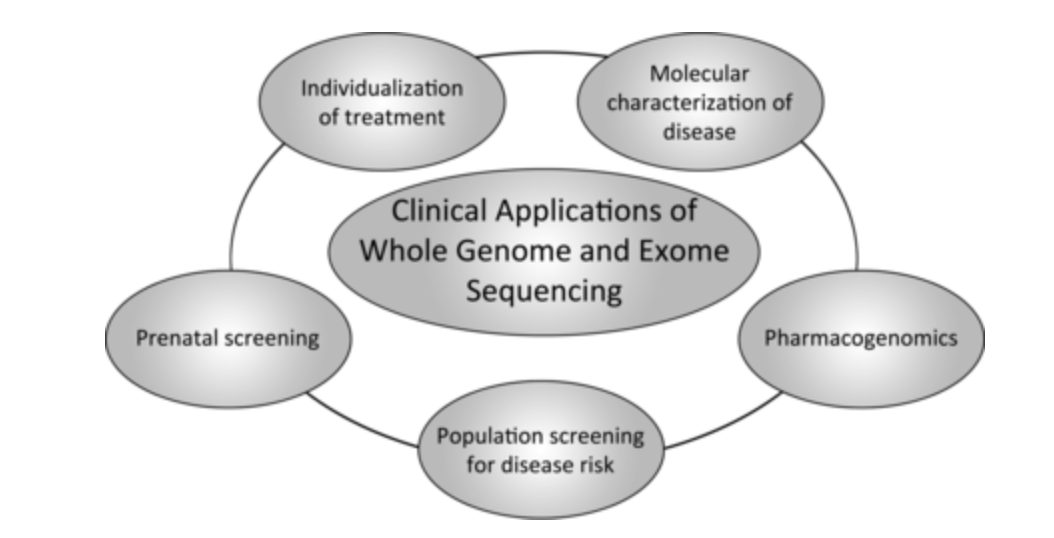 Individualization
of treatment
Molecular
characterization of
disease
Clinical Applications of
Whole Genome and Exome
Sequencing
Prenatal screening
Pharmacogenomics
Population screening
for disease risk